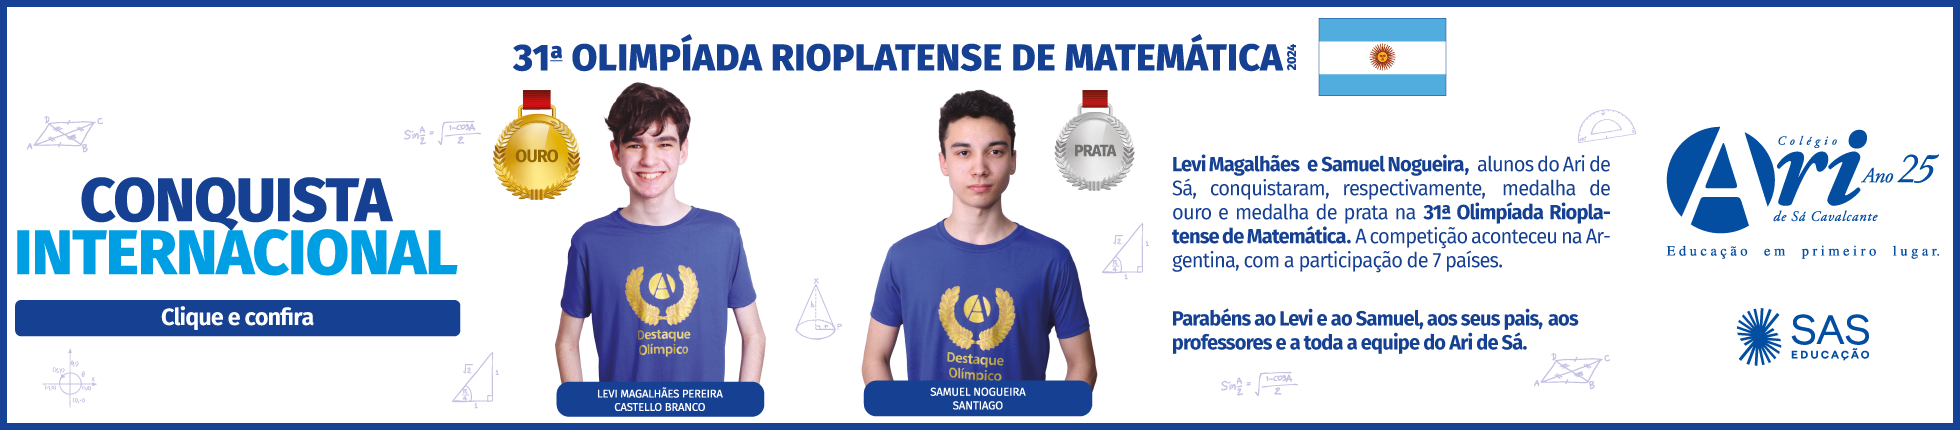 31ª OLIMPÍADA RIOPLATENSE DE MATEMÁTICA 2024
CONQUISTA
INTERNACIONAL
Clique e confira
OURO
Destaque
Olímpico
LEVI MAGALHÃES PEREIRA
CASTELLO BRANCO
PRATA
Destaque
Olímpico
SAMUEL NOGUEIRA
SANTIAGO
Levi Magalhães e Samuel Nogueira, alunos do Ari de
Sá, conquistaram, respectivamente, medalha de
ouro e medalha de prata na 31ª Olimpíada Riopla-
tense de Matemática. A competição aconteceu na Ar-
gentina, com a participação de 7 países.
Parabéns ao Levi e ao Samuel, aos seus pais, aos
professores e a toda a equipe do Ari de Sá.
Colégio
Ari Ano 25
de Sá Cavalcante
Educação em primeiro lugar.
SAS
EDUCAÇÃO